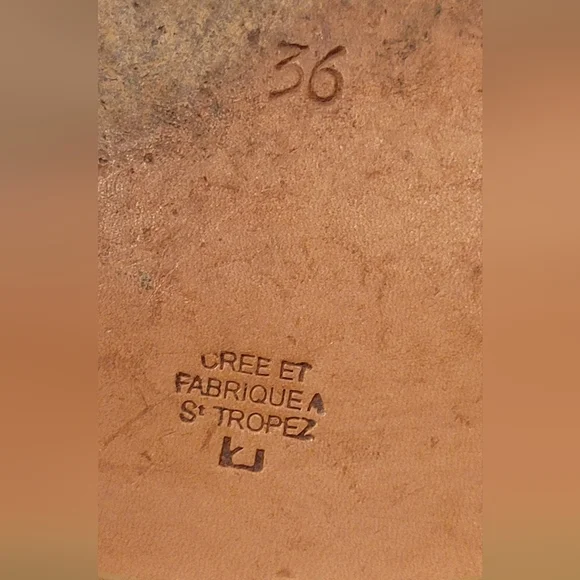 36
CREE ET
FABRIQUE A
St TROPEZ
KJ